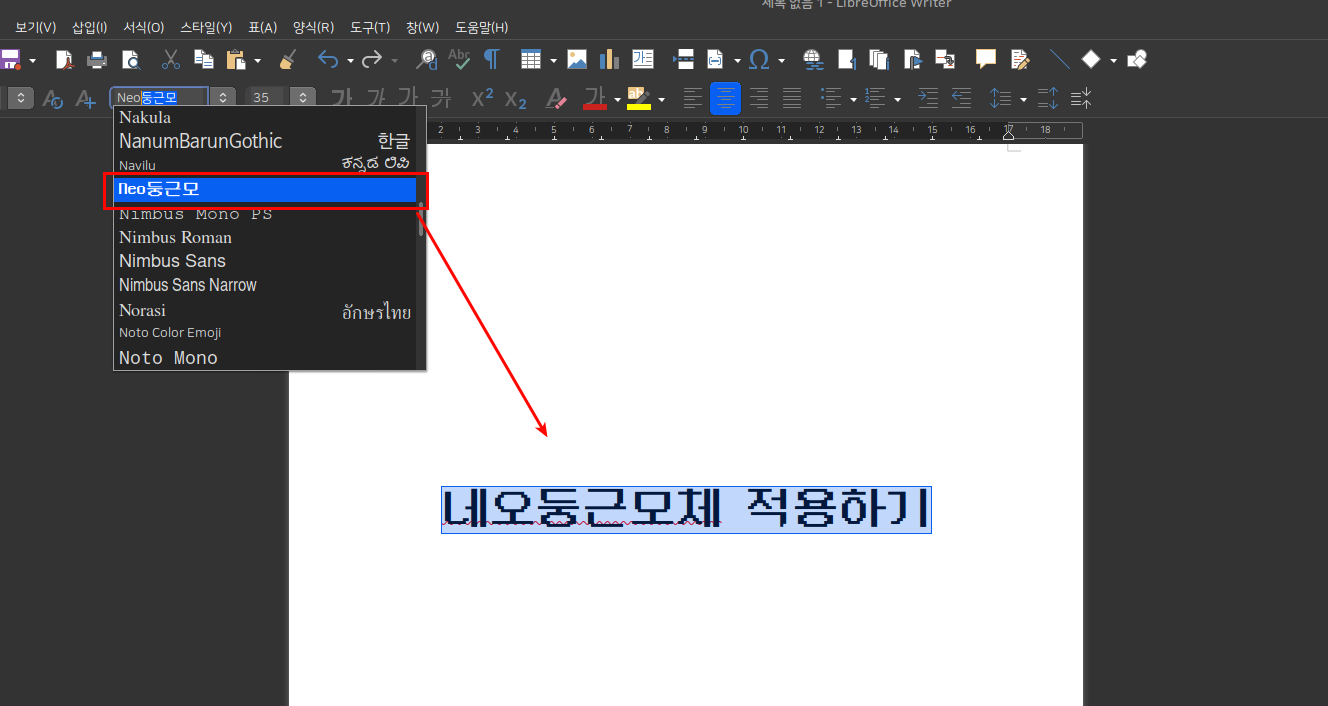 제목 없음 1 - LibreOffice Writer
보기(V) 삽입(I) 서식(O) 스타일(Y) 표(A) 양식(R) 도구(T) 창(W) 도움말(H)
Abc 가
Neo둥근모 35 가 가 가 가 X² X₂ 가 ab
Nakula
NanumBarunGothic 한글
Navilu ಕನ್ನಡ ಲಿಪಿ
Neo둥근모
Nimbus Mono PS
Nimbus Roman
Nimbus Sans
Nimbus Sans Narrow
Norasi อักษรไทย
Noto Color Emoji
Noto Mono
2 3 4 5 6 7 8 9 10 11 12 13 14 15 16 17 18
네오둥근모체 적용하기